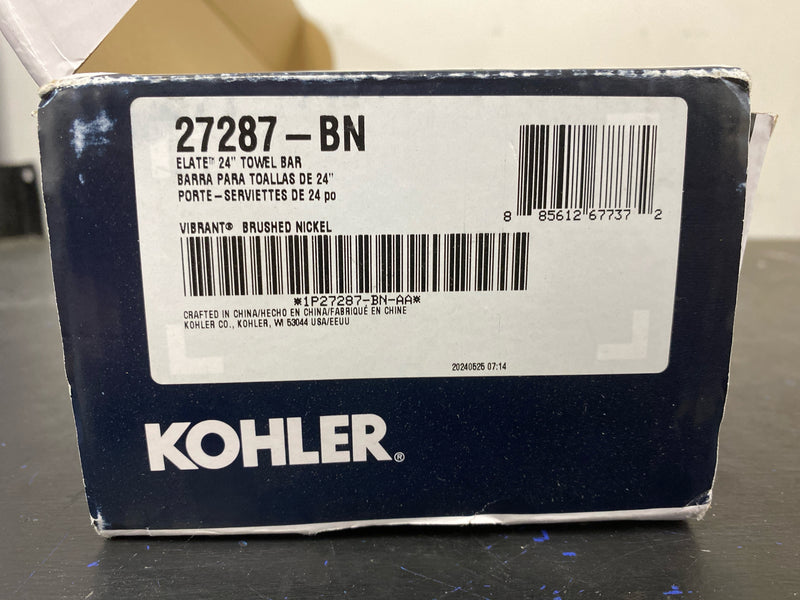 27287-BN
ELATE™ 24" TOWEL BAR
BARRA PARA TOALLAS DE 24"
PORTE-SERVIETTES DE 24 po
VIBRANT® BRUSHED NICKEL
8 85612 67737 2
*1P27287-BN-AA*
CRAFTED IN CHINA/HECHO EN CHINA/FABRIQUÉ EN CHINE
KOHLER CO., KOHLER, WI 53044 USA/EEUU
20240525 07:14
KOHLER®